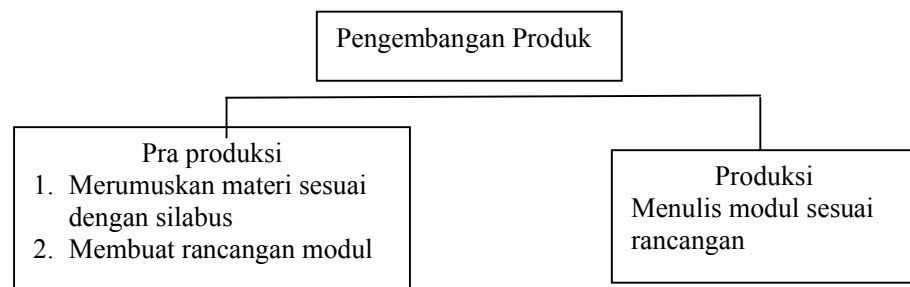 Pengembangan Produk
Pra produksi
1. Merumuskan materi sesuai
dengan silabus
2. Membuat rancangan modul
Produksi
Menulis modul sesuai
rancangan